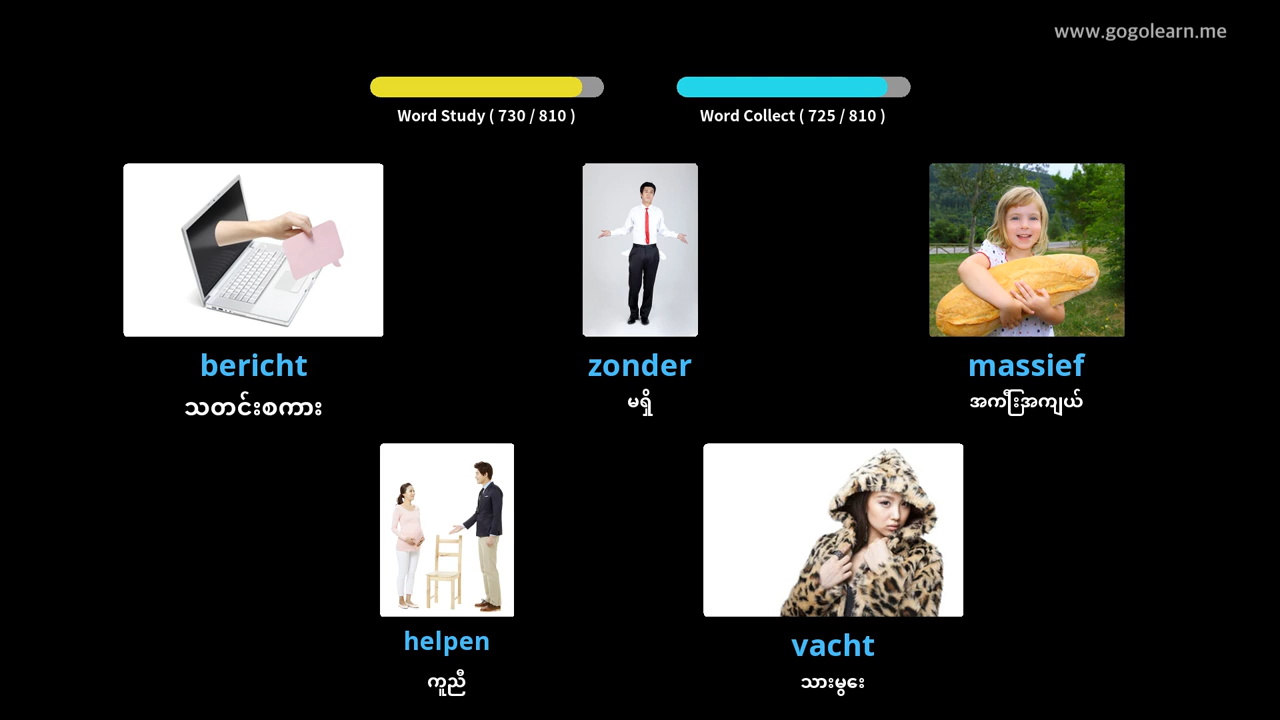 www.gogolearn.me
Word Study ( 730 / 810 )
Word Collect ( 725 / 810 )
bericht
သတင်းစကား
zonder
မရှိ
massief
အကြီးအကျယ်
helpen
ကူညီ
vacht
သားမွေး